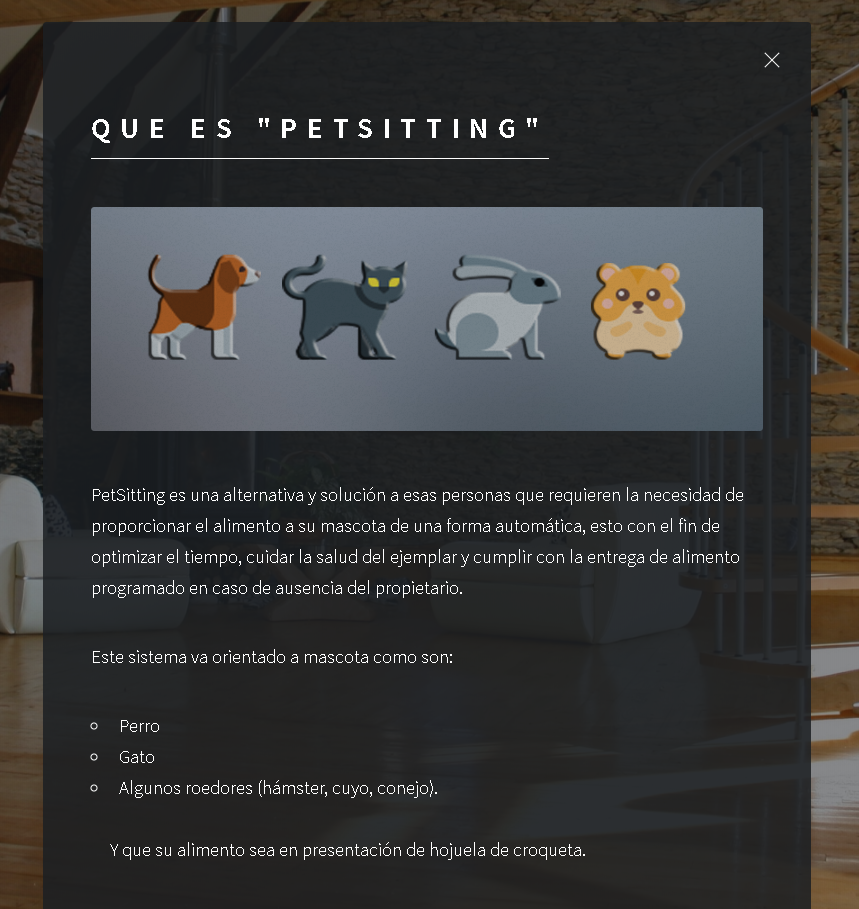 QUE ES "PETSITTING"
PetSitting es una alternativa y solución a esas personas que requieren la necesidad de
proporcionar el alimento a su mascota de una forma automática, esto con el fin de
optimizar el tiempo, cuidar la salud del ejemplar y cumplir con la entrega de alimento
programado en caso de ausencia del propietario.
Este sistema va orientado a mascota como son:
Perro
Gato
Algunos roedores (hámster, cuyo, conejo).
Y que su alimento sea en presentación de hojuela de croqueta.